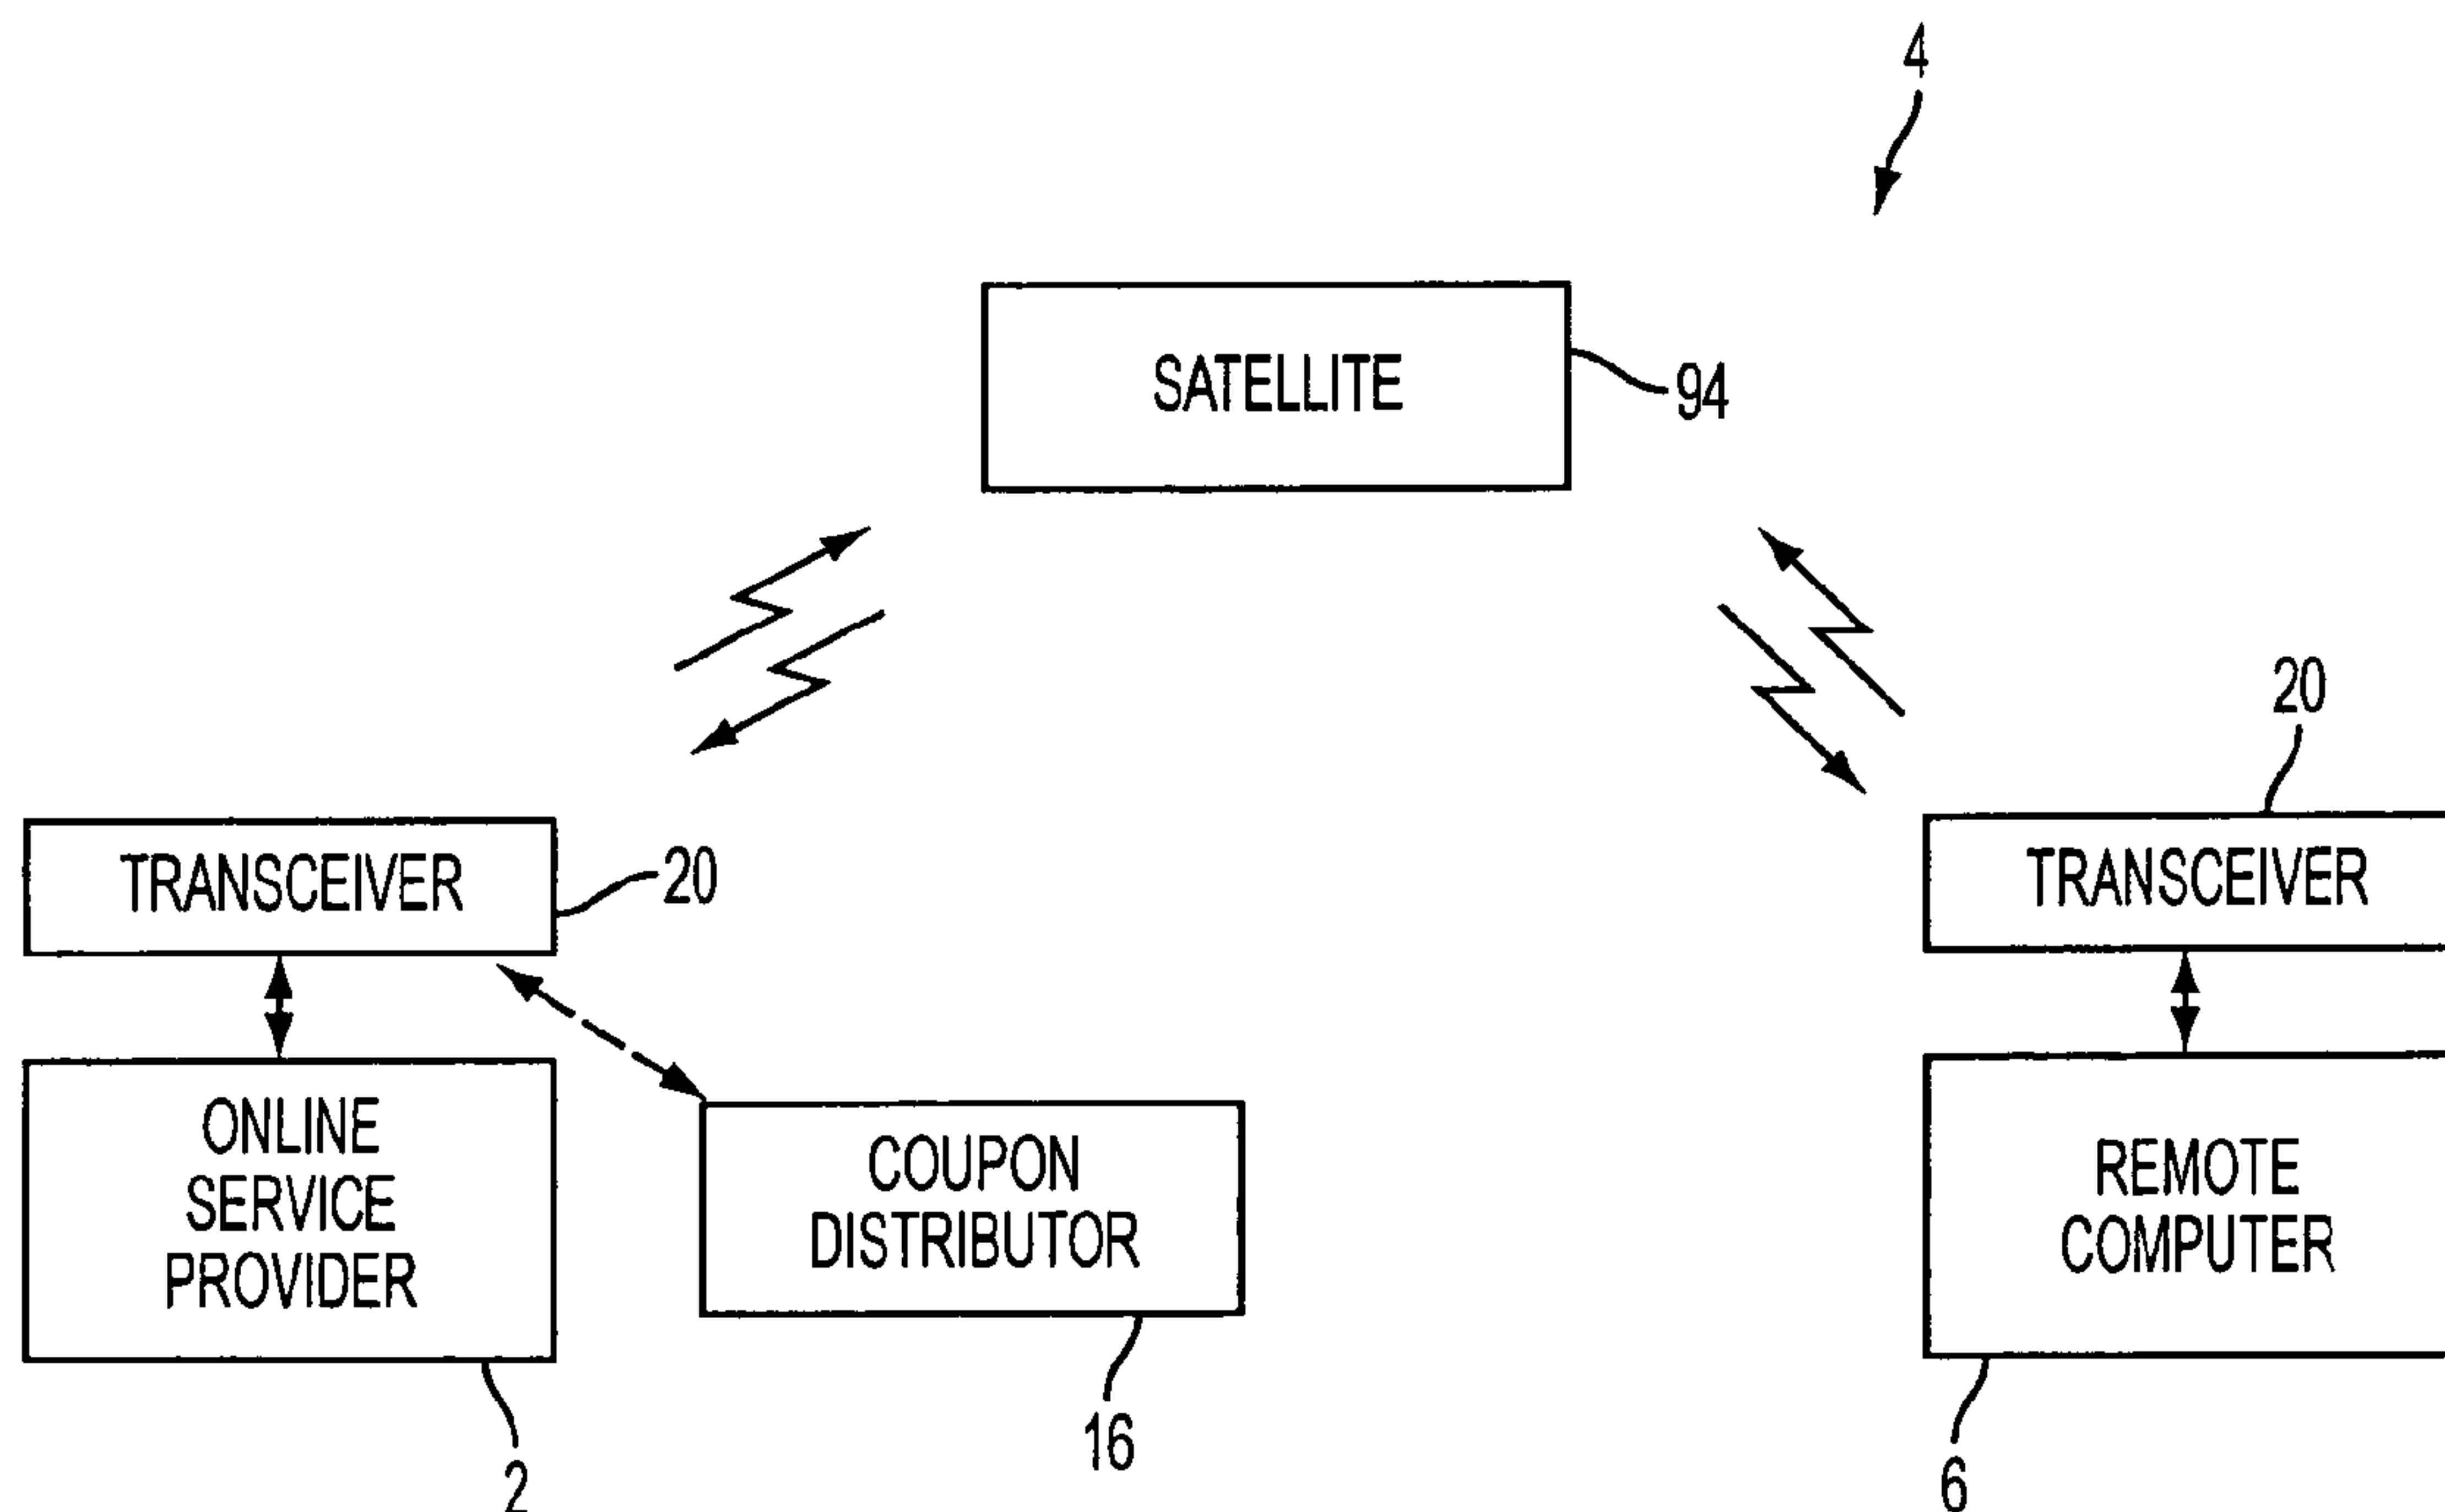 4
SATELLITE
94
20
TRANSCEIVER
20
TRANSCEIVER
ONLINE
SERVICE
PROVIDER
COUPON
DISTRIBUTOR
REMOTE
COMPUTER
16
2
6